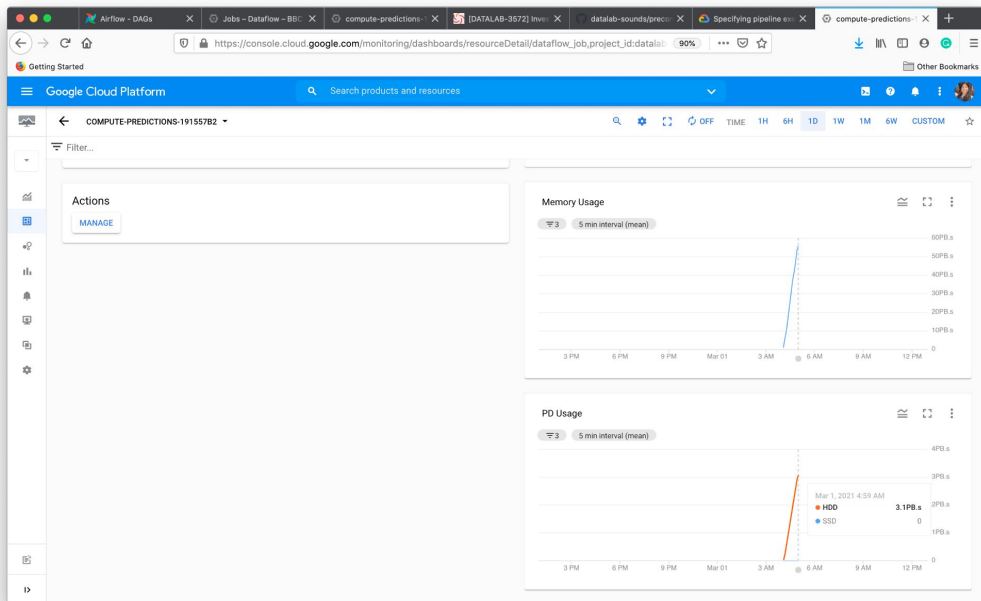 Airflow - DAGs
Jobs – Dataflow – BBC
compute-predictions-1
[DATALAB-3572] Inves
datalab-sounds/precom
Specifying pipeline exe
compute-predictions-1
https://console.cloud.google.com/monitoring/dashboards/resourceDetail/dataflow_job,project_id:datalab
90%
Getting Started
Other Bookmarks
Google Cloud Platform
Search products and resources
COMPUTE-PREDICTIONS-191557B2
OFF TIME 1H 6H 1D 1W 1M 6W CUSTOM
Filter...
Actions
MANAGE
Memory Usage
3 5 min interval (mean)
60PB.s
50PB.s
40PB.s
30PB.s
20PB.s
10PB.s
0
3 PM 6 PM 9 PM Mar 01 3 AM 6 AM 9 AM 12 PM
PD Usage
3 5 min interval (mean)
4PB.s
3PB.s
2PB.s
1PB.s
0
Mar 1, 2021 4:59 AM
HDD 3.1PB.s
SSD 0
3 PM 6 PM 9 PM Mar 01 3 AM 6 AM 9 AM 12 PM